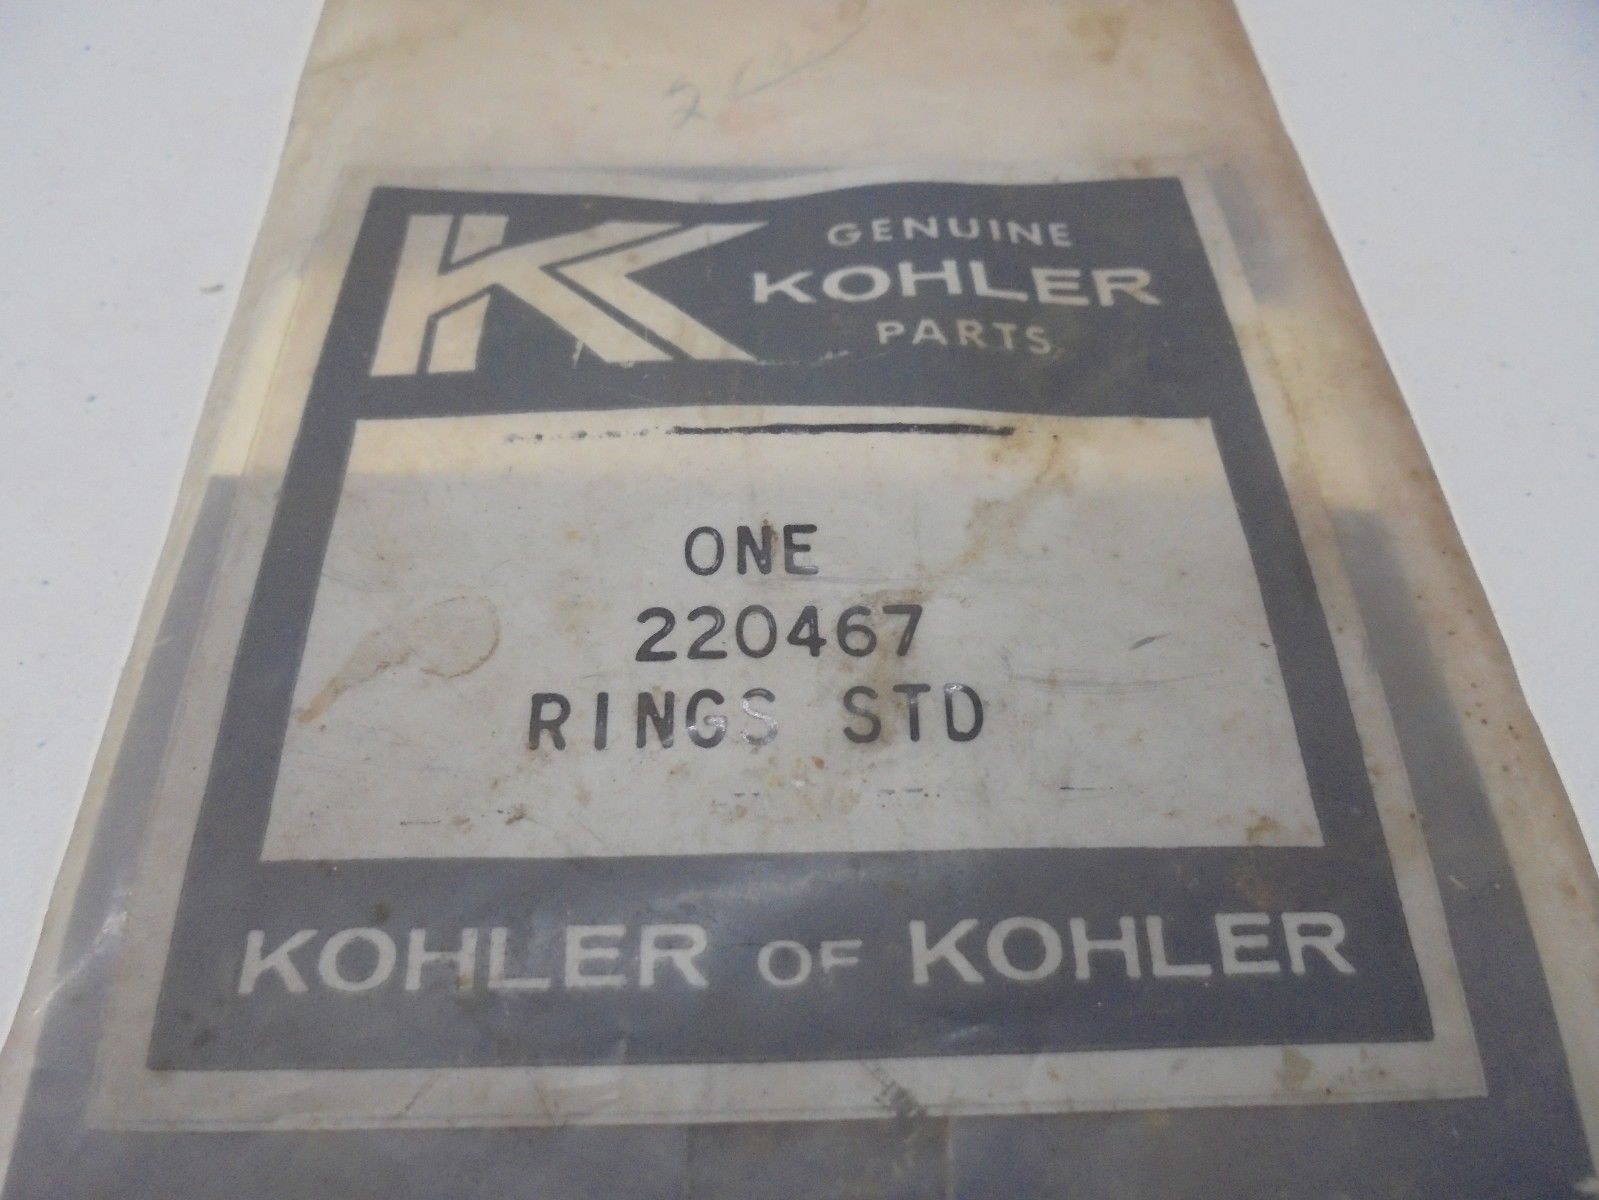 GENUINE
KOHLER
PARTS
ONE
220467
RINGS STD
KOHLER OF KOHLER